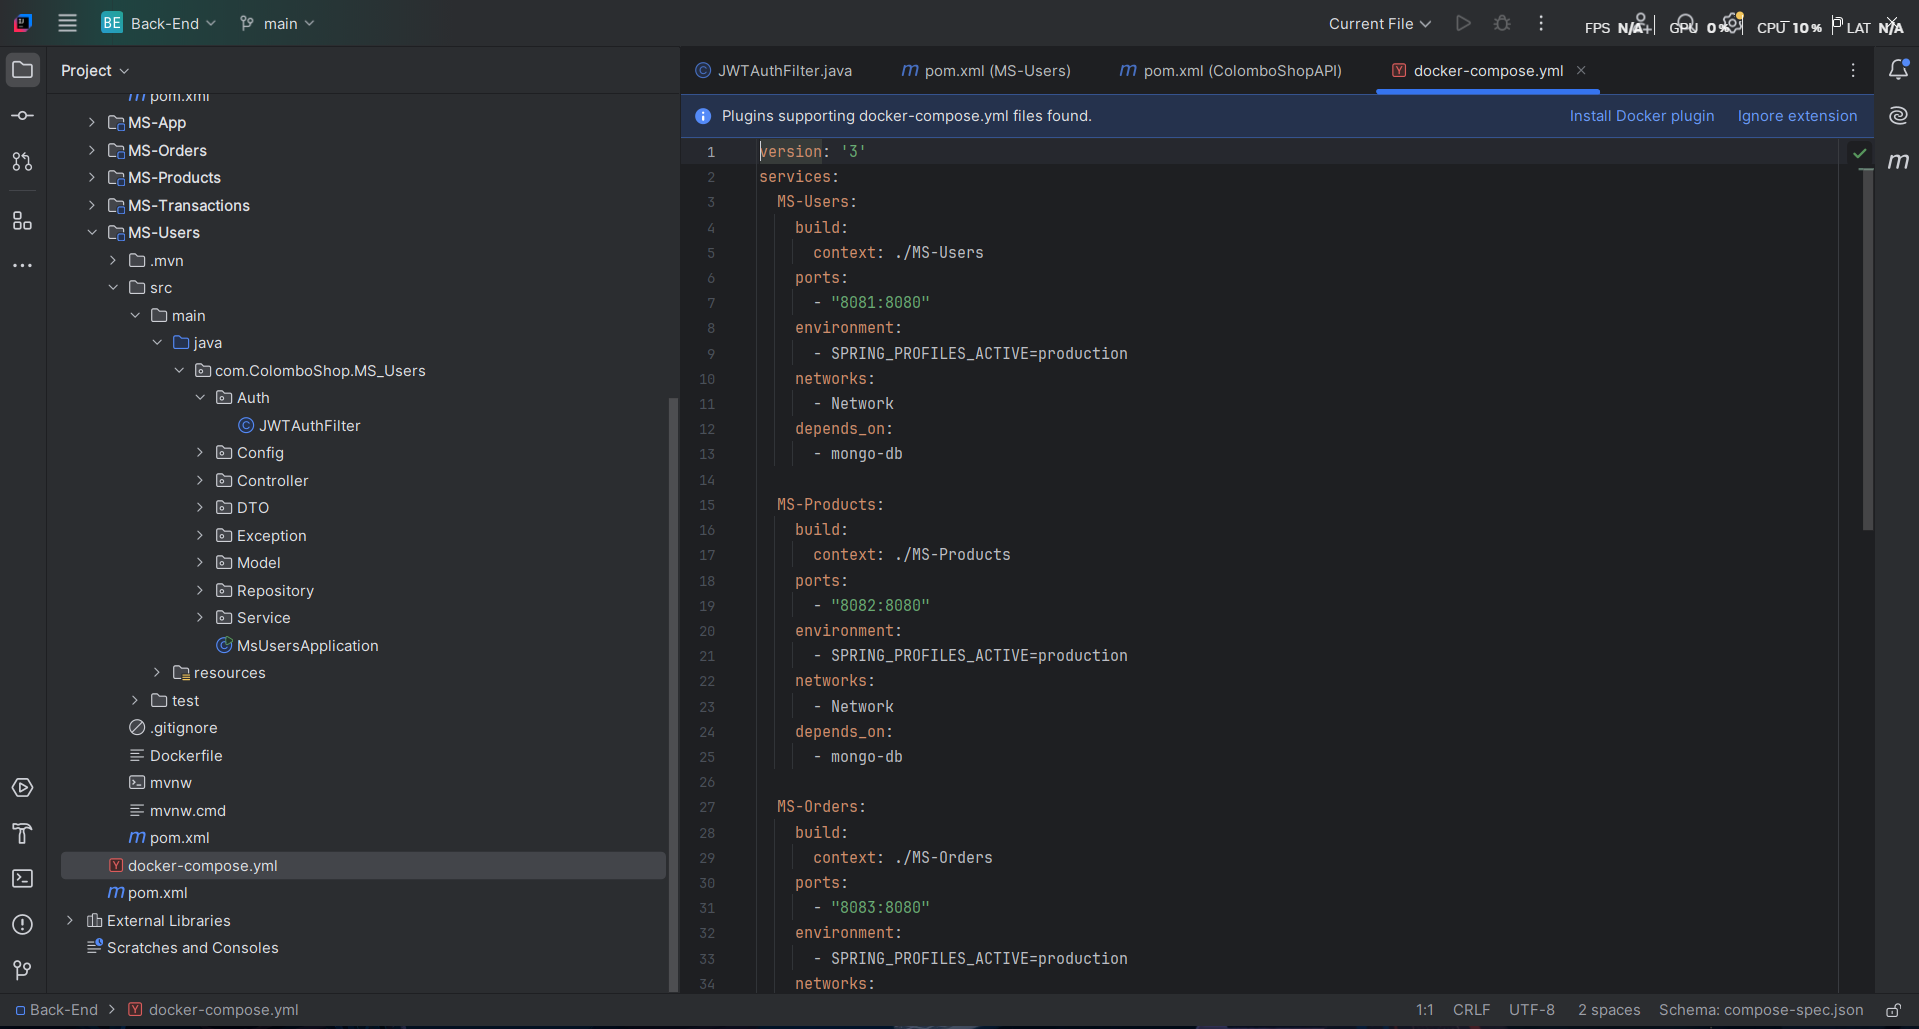 BE Back-End main Current File FPS N/A GPU 0% CPU 10% LAT N/A
Project
JWTAuthFilter.java pom.xml (MS-Users) pom.xml (ColomboShopAPI) docker-compose.yml
Plugins supporting docker-compose.yml files found. Install Docker plugin Ignore extension
pom.xml
MS-App
MS-Orders
MS-Products
MS-Transactions
MS-Users
.mvn
src
main
java
com.ColomboShop.MS_Users
Auth
JWTAuthFilter
Config
Controller
DTO
Exception
Model
Repository
Service
MsUsersApplication
resources
test
.gitignore
Dockerfile
mvnw
mvnw.cmd
pom.xml
docker-compose.yml
pom.xml
External Libraries
Scratches and Consoles
1 version: '3'
2 services:
3 MS-Users:
4 build:
5 context: ./MS-Users
6 ports:
7 - "8081:8080"
8 environment:
9 - SPRING_PROFILES_ACTIVE=production
10 networks:
11 - Network
12 depends_on:
13 - mongo-db
14
15 MS-Products:
16 build:
17 context: ./MS-Products
18 ports:
19 - "8082:8080"
20 environment:
21 - SPRING_PROFILES_ACTIVE=production
22 networks:
23 - Network
24 depends_on:
25 - mongo-db
26
27 MS-Orders:
28 build:
29 context: ./MS-Orders
30 ports:
31 - "8083:8080"
32 environment:
33 - SPRING_PROFILES_ACTIVE=production
34 networks:
Back-End docker-compose.yml 1:1 CRLF UTF-8 2 spaces Schema: compose-spec.json